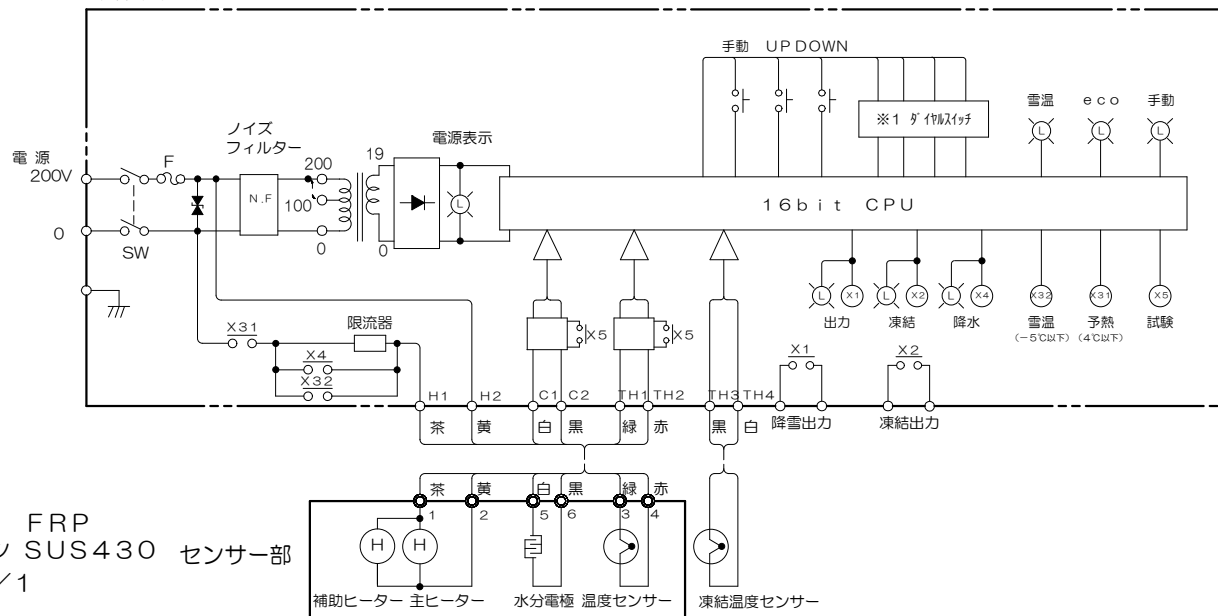 手動 UP DOWN
雪温 eco 手動
L L L
※1 ダイヤルスイッチ
ノイズ
フィルター
電源表示
電源
200V
F
200
19
N.F
100
L
16bit CPU
0
SW
0
0
L X1 L X2 L X4 X32 X31 X5
出力 凍結 降水 雪温 予熱 試験
(−5℃以下) (4℃以下)
X31
限流器
X5 X5
X4
X32
X1 X2
H1 H2 C1 C2 TH1 TH2 TH3 TH4
茶 黄 白 黒 緑 赤 黒 白 降雪出力 凍結出力
茶 黄 白 黒 緑 赤
1 2 5 6 3 4
FRP
SUS430 センサー部
/1
H H
補助ヒーター 主ヒーター 水分電極 温度センサー 凍結温度センサー